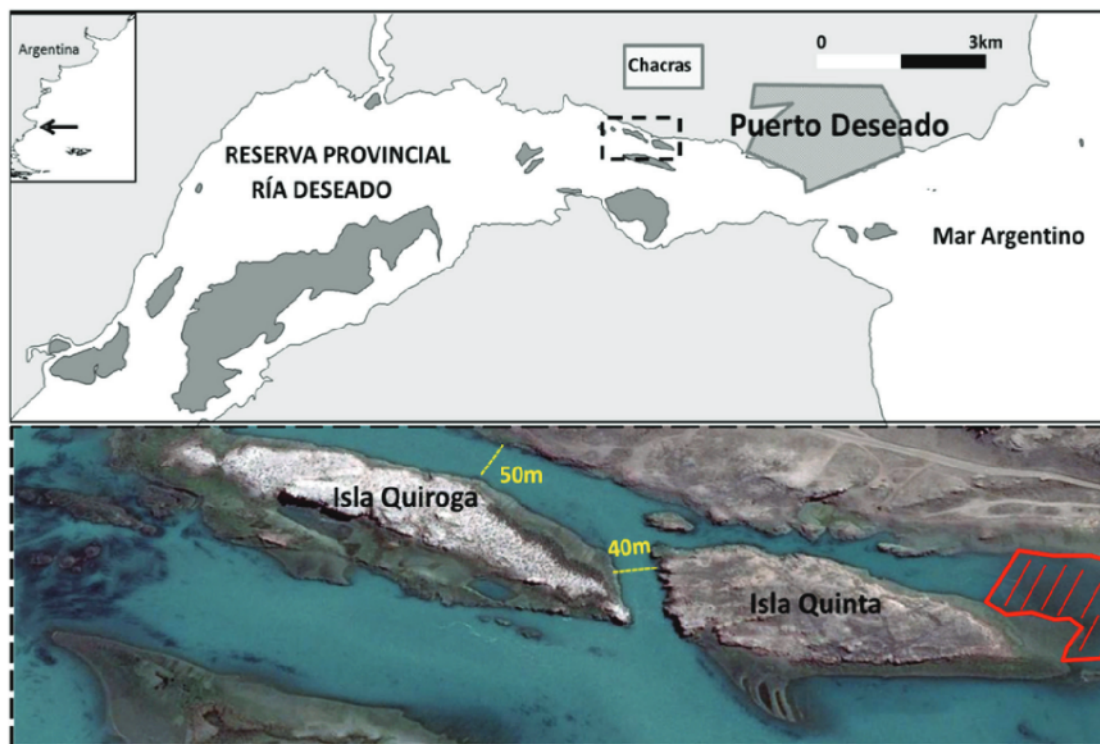 Argentina
0 3km
Chacras
Puerto Deseado
RESERVA PROVINCIAL
RÍA DESEADO
Mar Argentino
50m
Isla Quiroga
40m
Isla Quinta